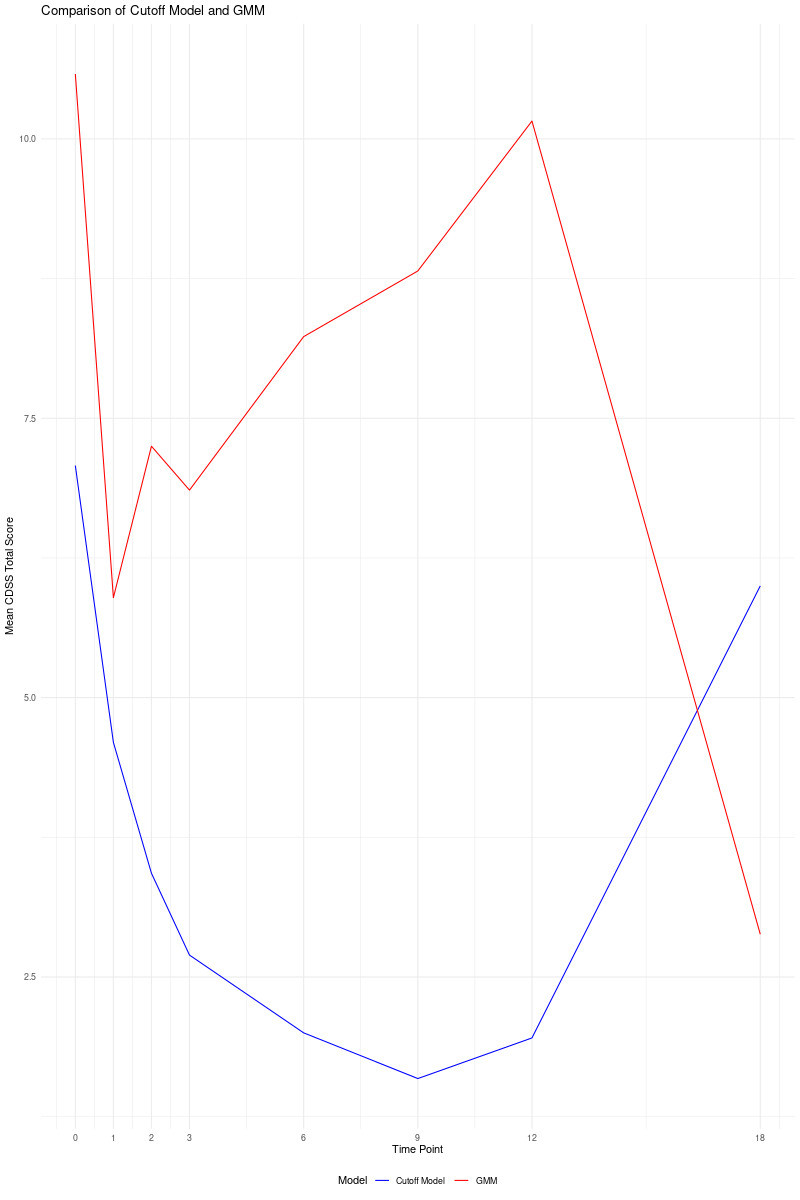 Comparison of Cutoff Model and GMM
10.0
7.5
5.0
2.5
Mean CDSS Total Score
0 1 2 3 6 9 12 18
Time Point
Model Cutoff Model GMM